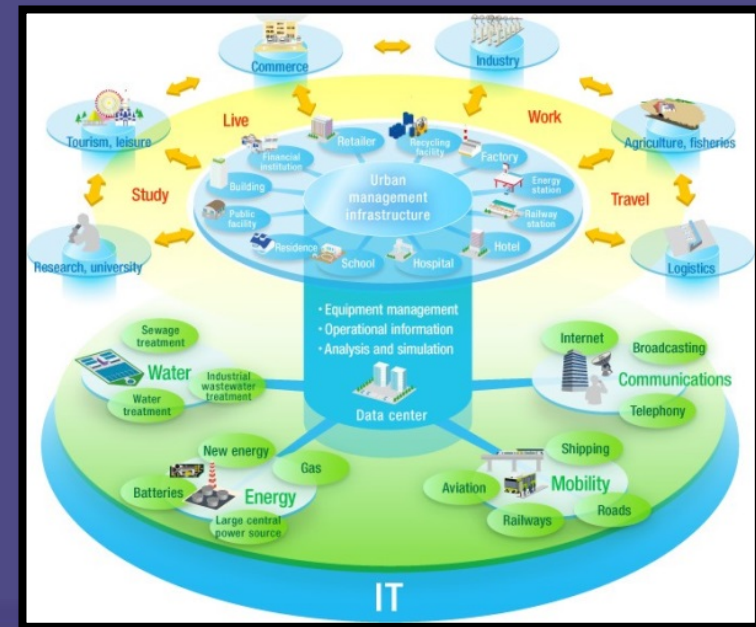 Commerce
Industry
Tourism, leisure
Live
Work
Agriculture, fisheries
Retailer
Recycling
facility
Financial
institution
Factory
Building
Urban
management
infrastructure
Energy
station
Study
Travel
Public
facility
Railway
station
Residence
School
Hospital
Hotel
Research, university
Logistics
• Equipment management
• Operational information
• Analysis and simulation
Data center
Sewage
treatment
Water
Industrial
wastewater
treatment
Water
treatment
Internet
Broadcasting
Communications
Telephony
New energy
Gas
Batteries
Energy
Large central
power source
Shipping
Aviation
Mobility
Railways
Roads
IT